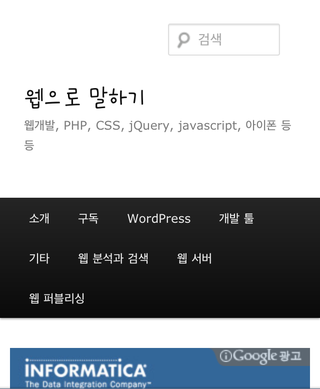 검색
웹으로 말하기
웹개발, PHP, CSS, jQuery, javascript, 아이폰 등
등
소개 구독 WordPress 개발 툴
기타 웹 분석과 검색 웹 서버
웹 퍼블리싱
ⓘ Google 광고
INFORMATICA™
The Data Integration Company™